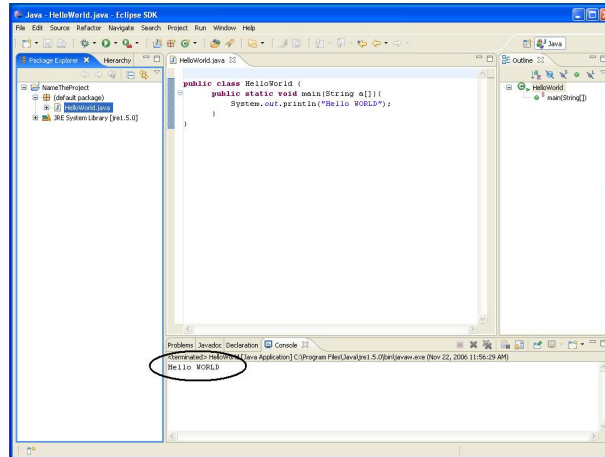 Java - HelloWorld.java - Eclipse SDK
File Edit Source Refactor Navigate Search Project Run Window Help
Java
Package Explorer Hierarchy
HelloWorld.java
Outline
NameTheProject
(default package)
HelloWorld.java
JRE System Library [jre1.5.0]
public class HelloWorld {
public static void main(String a[]){
System.out.println("Hello WORLD");
}
}
HelloWorld
main(String[])
Problems Javadoc Declaration Console
<terminated> HelloWorld [Java Application] C:\Program Files\Java\jre1.5.0\bin\javaw.exe (Nov 22, 2006 11:56:29 AM)
Hello WORLD